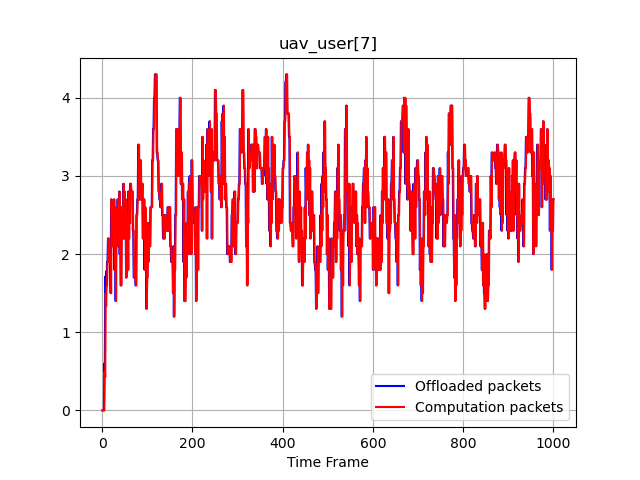 uav_user[7]
4
3
2
1
0
Offloaded packets
Computation packets
0 200 400 600 800 1000
Time Frame